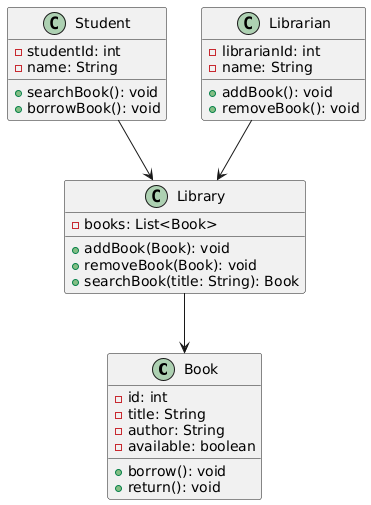 C Student
studentId: int
name: String
searchBook(): void
borrowBook(): void
C Librarian
librarianId: int
name: String
addBook(): void
removeBook(): void
C Library
books: List<Book>
addBook(Book): void
removeBook(Book): void
searchBook(title: String): Book
C Book
id: int
title: String
author: String
available: boolean
borrow(): void
return(): void